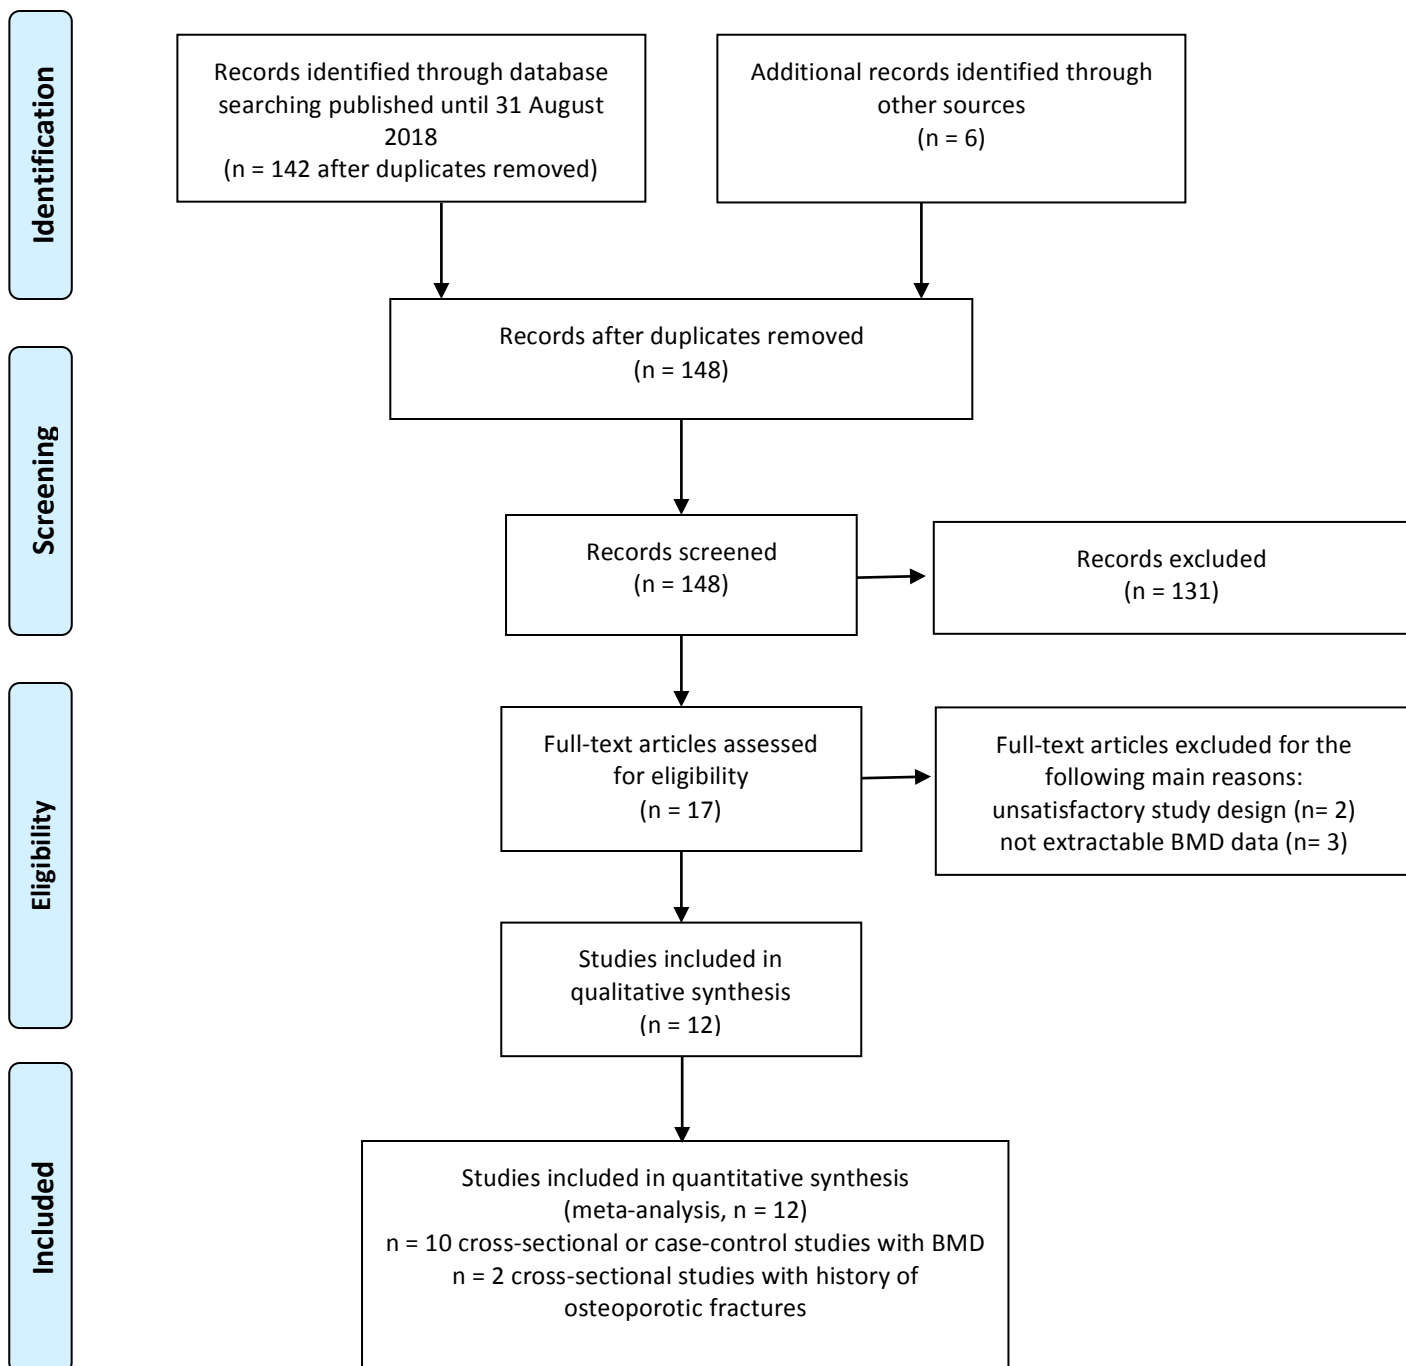 Identification
Records identified through database
searching published until 31 August
2018
(n = 142 after duplicates removed)
Additional records identified through
other sources
(n = 6)
Records after duplicates removed
(n = 148)
Screening
Records screened
(n = 148)
Records excluded
(n = 131)
Eligibility
Full-text articles assessed
for eligibility
(n = 17)
Full-text articles excluded for the
following main reasons:
unsatisfactory study design (n= 2)
not extractable BMD data (n= 3)
Studies included in
qualitative synthesis
(n = 12)
Included
Studies included in quantitative synthesis
(meta-analysis, n = 12)
n = 10 cross-sectional or case-control studies with BMD
n = 2 cross-sectional studies with history of
osteoporotic fractures